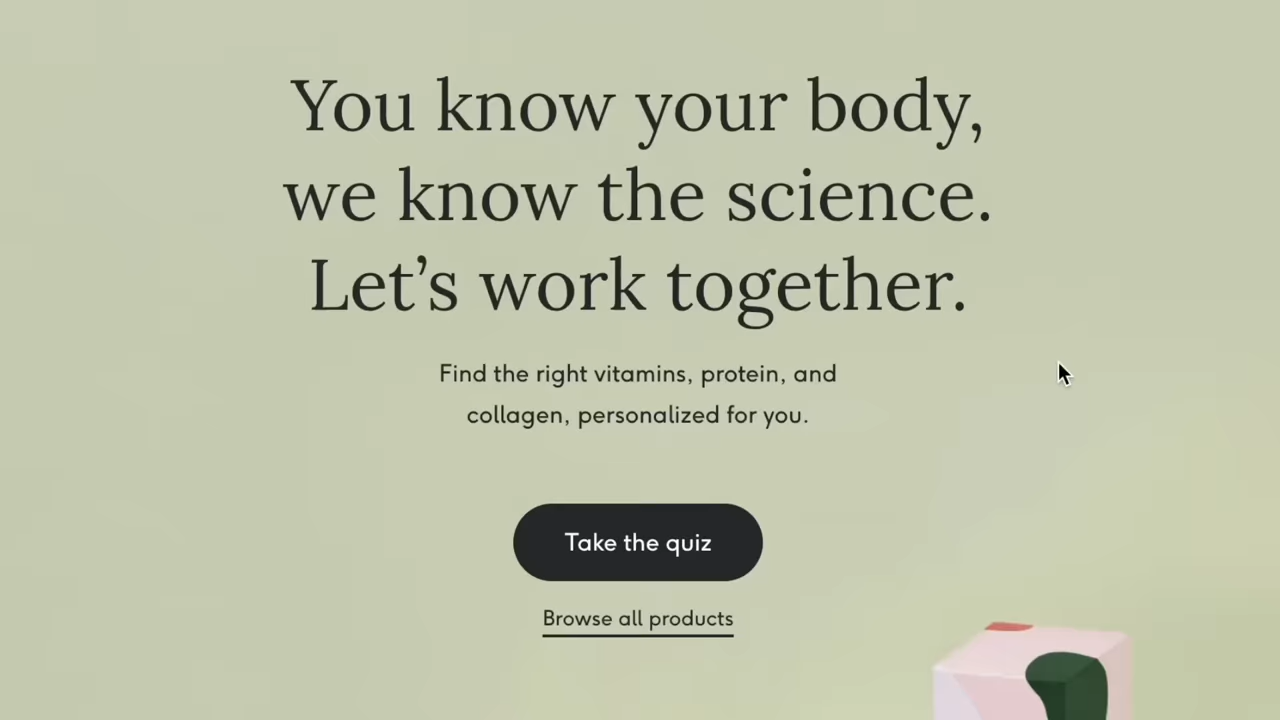 You know your body,
we know the science.
Let’s work together.
Find the right vitamins, protein, and
collagen, personalized for you.
Take the quiz
Browse all products